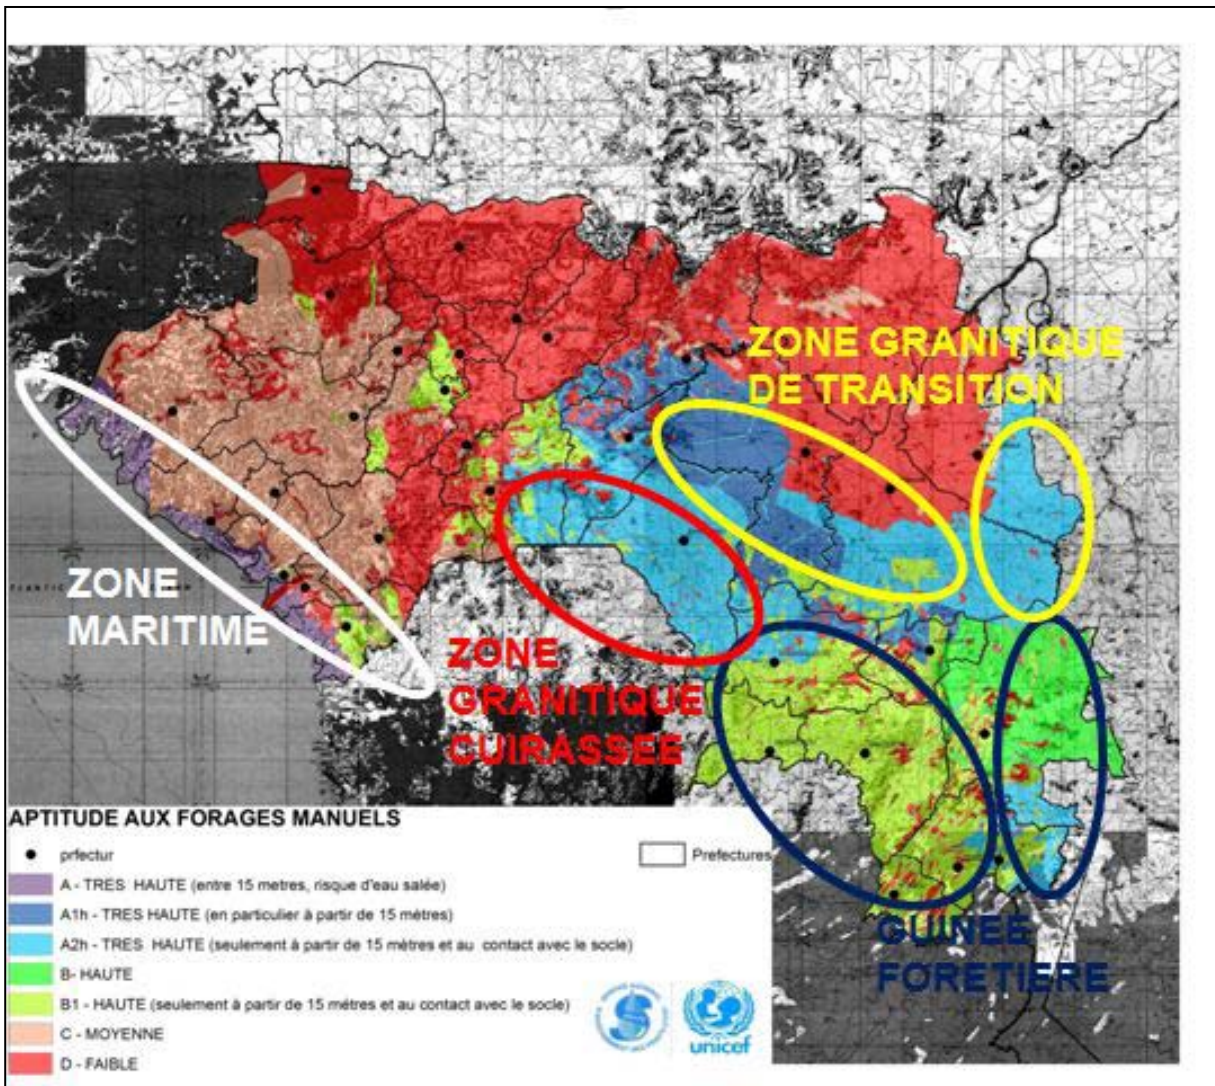 ZONE GRANITIQUE
DE TRANSITION
ZONE
MARITIME
ZONE
GRANITIQUE
CUIRASSEE
GUINEE
FORETIERE
APTITUDE AUX FORAGES MANUELS
prfectur
Prefectures
A - TRES HAUTE (entre 15 metres, risque d'eau salée)
A1h - TRES HAUTE (en particulier à partir de 15 mètres)
A2h - TRES HAUTE (seulement à partir de 15 mètres et au contact avec le socle)
B- HAUTE
B1 - HAUTE (seulement à partir de 15 mètres et au contact avec le socle)
C - MOYENNE
D - FAIBLE
unicef